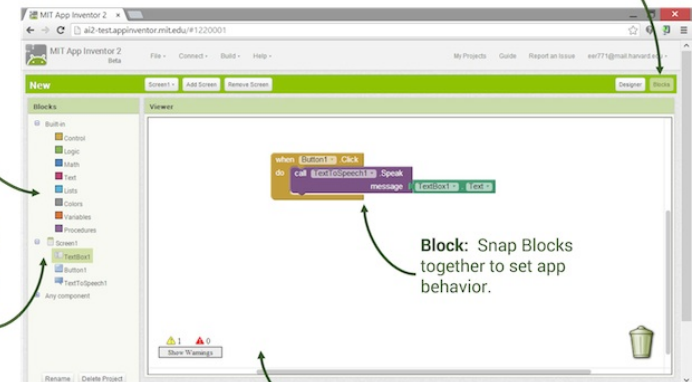 MIT App Inventor 2
ai2-test.appinventor.mit.edu/#1220001
MIT App Inventor 2
Beta
File Connect Build Help
My Projects Guide Report an Issue
New
Screen1 Add Screen Remove Screen
Designer Blocks
Blocks
Viewer
Built-in
Control
Logic
Math
Text
Lists
Colors
Variables
Procedures
Screen1
TextBox1
Button1
TextToSpeech1
Any component
when Button1 .Click
do call TextToSpeech1 .Speak
message TextBox1 . Text
Block: Snap Blocks
together to set app
behavior.
1 0
Show Warnings
Rename Delete Project